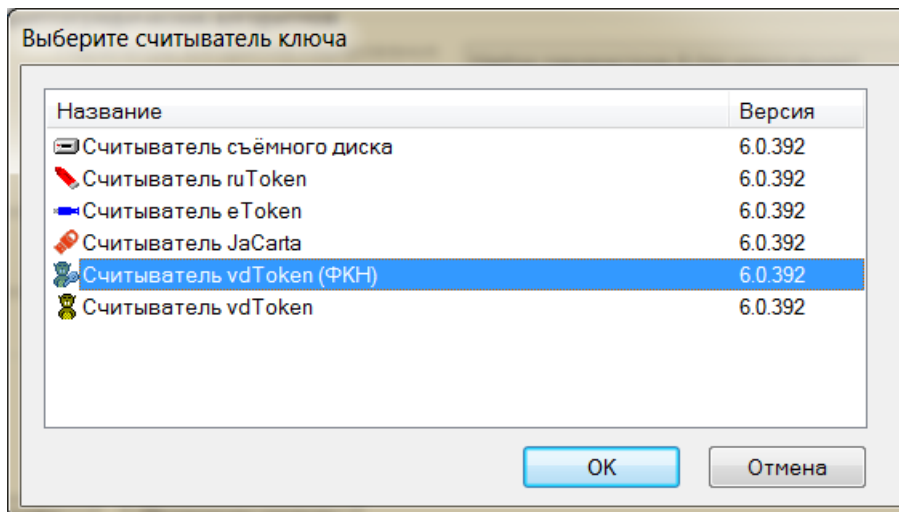 Выберите считыватель ключа
Название Версия
Считыватель съёмного диска 6.0.392
Считыватель ruToken 6.0.392
Считыватель eToken 6.0.392
Считыватель JaCarta 6.0.392
Считыватель vdToken (ФКН) 6.0.392
Считыватель vdToken 6.0.392
OK Отмена